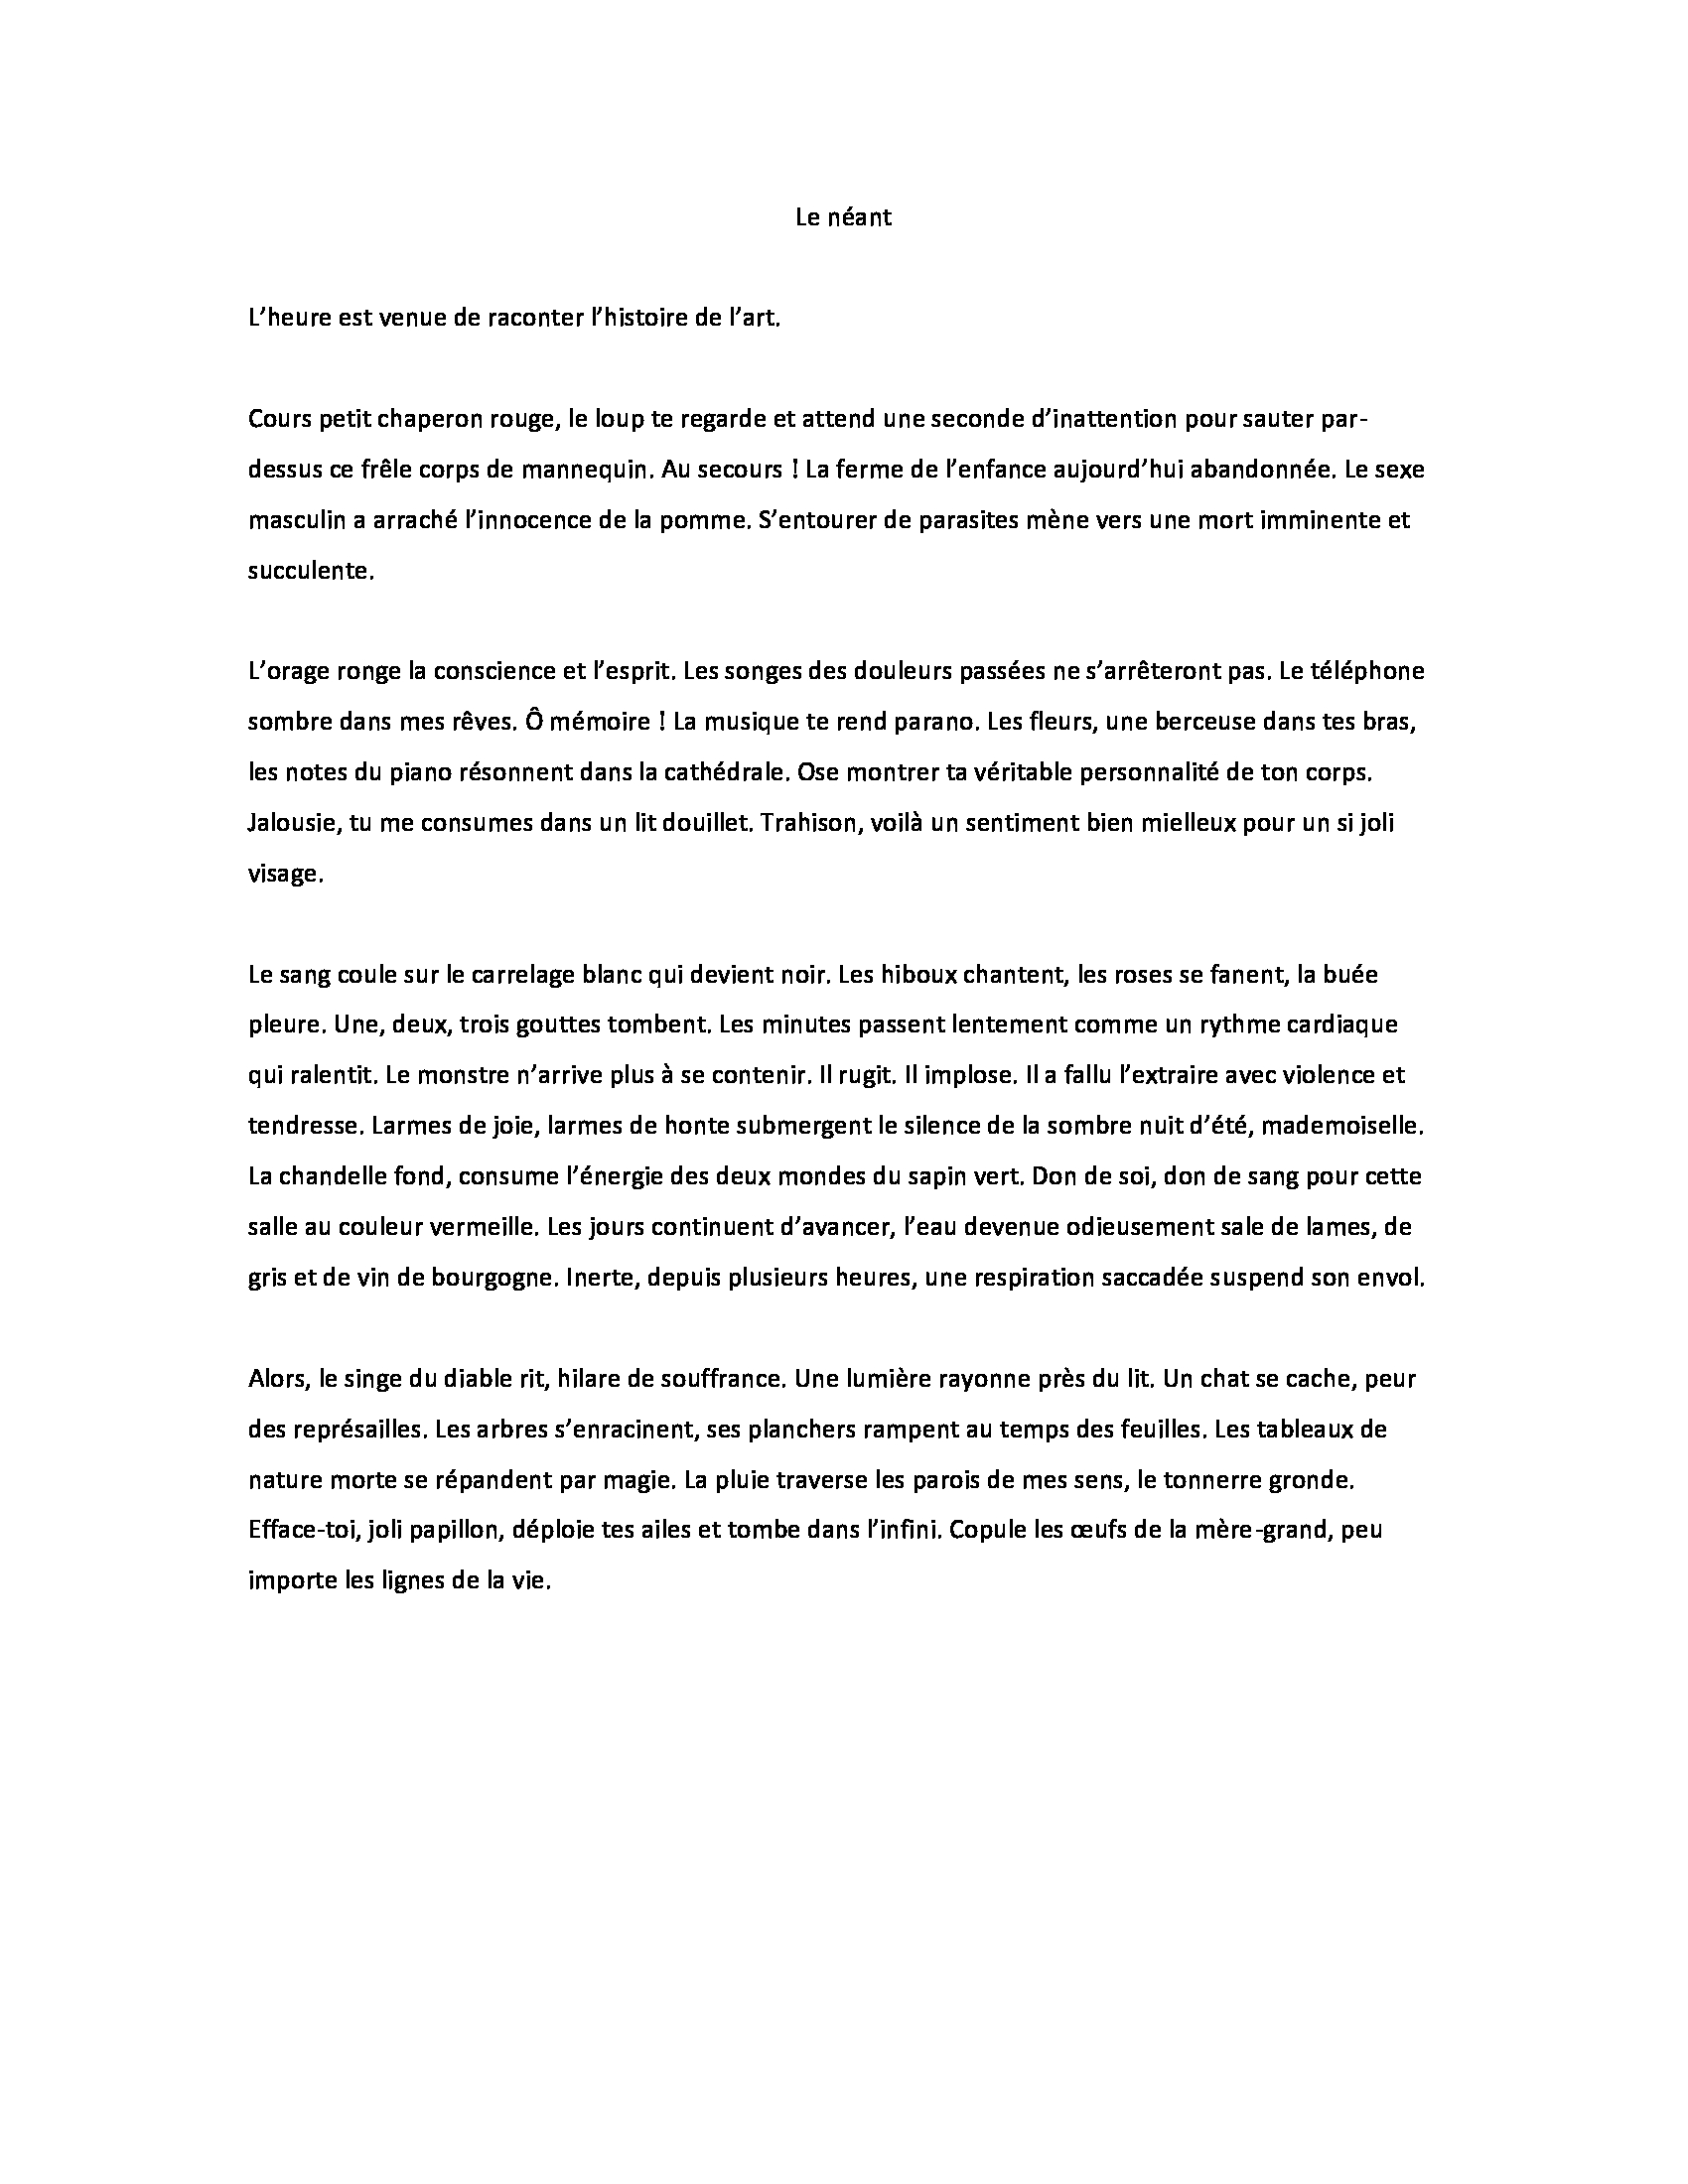 Le néant
L’heure est venue de raconter l’histoire de l’art.
Cours petit chaperon rouge, le loup te regarde et attend une seconde d’inattention pour sauter par-
dessus ce frêle corps de mannequin. Au secours ! La ferme de l’enfance aujourd’hui abandonnée. Le sexe
masculin a arraché l’innocence de la pomme. S’entourer de parasites mène vers une mort imminente et
succulente.
L’orage ronge la conscience et l’esprit. Les songes des douleurs passées ne s’arrêteront pas. Le téléphone
sombre dans mes rêves. Ô mémoire ! La musique te rend parano. Les fleurs, une berceuse dans tes bras,
les notes du piano résonnent dans la cathédrale. Ose montrer ta véritable personnalité de ton corps.
Jalousie, tu me consumes dans un lit douillet. Trahison, voilà un sentiment bien mielleux pour un si joli
visage.
Le sang coule sur le carrelage blanc qui devient noir. Les hiboux chantent, les roses se fanent, la buée
pleure. Une, deux, trois gouttes tombent. Les minutes passent lentement comme un rythme cardiaque
qui ralentit. Le monstre n’arrive plus à se contenir. Il rugit. Il implose. Il a fallu l’extraire avec violence et
tendresse. Larmes de joie, larmes de honte submergent le silence de la sombre nuit d’été, mademoiselle.
La chandelle fond, consume l’énergie des deux mondes du sapin vert. Don de soi, don de sang pour cette
salle au couleur vermeille. Les jours continuent d’avancer, l’eau devenue odieusement sale de lames, de
gris et de vin de bourgogne. Inerte, depuis plusieurs heures, une respiration saccadée suspend son envol.
Alors, le singe du diable rit, hilare de souffrance. Une lumière rayonne près du lit. Un chat se cache, peur
des représailles. Les arbres s’enracinent, ses planchers rampent au temps des feuilles. Les tableaux de
nature morte se répandent par magie. La pluie traverse les parois de mes sens, le tonnerre gronde.
Efface-toi, joli papillon, déploie tes ailes et tombe dans l’infini. Copule les œufs de la mère-grand, peu
importe les lignes de la vie.